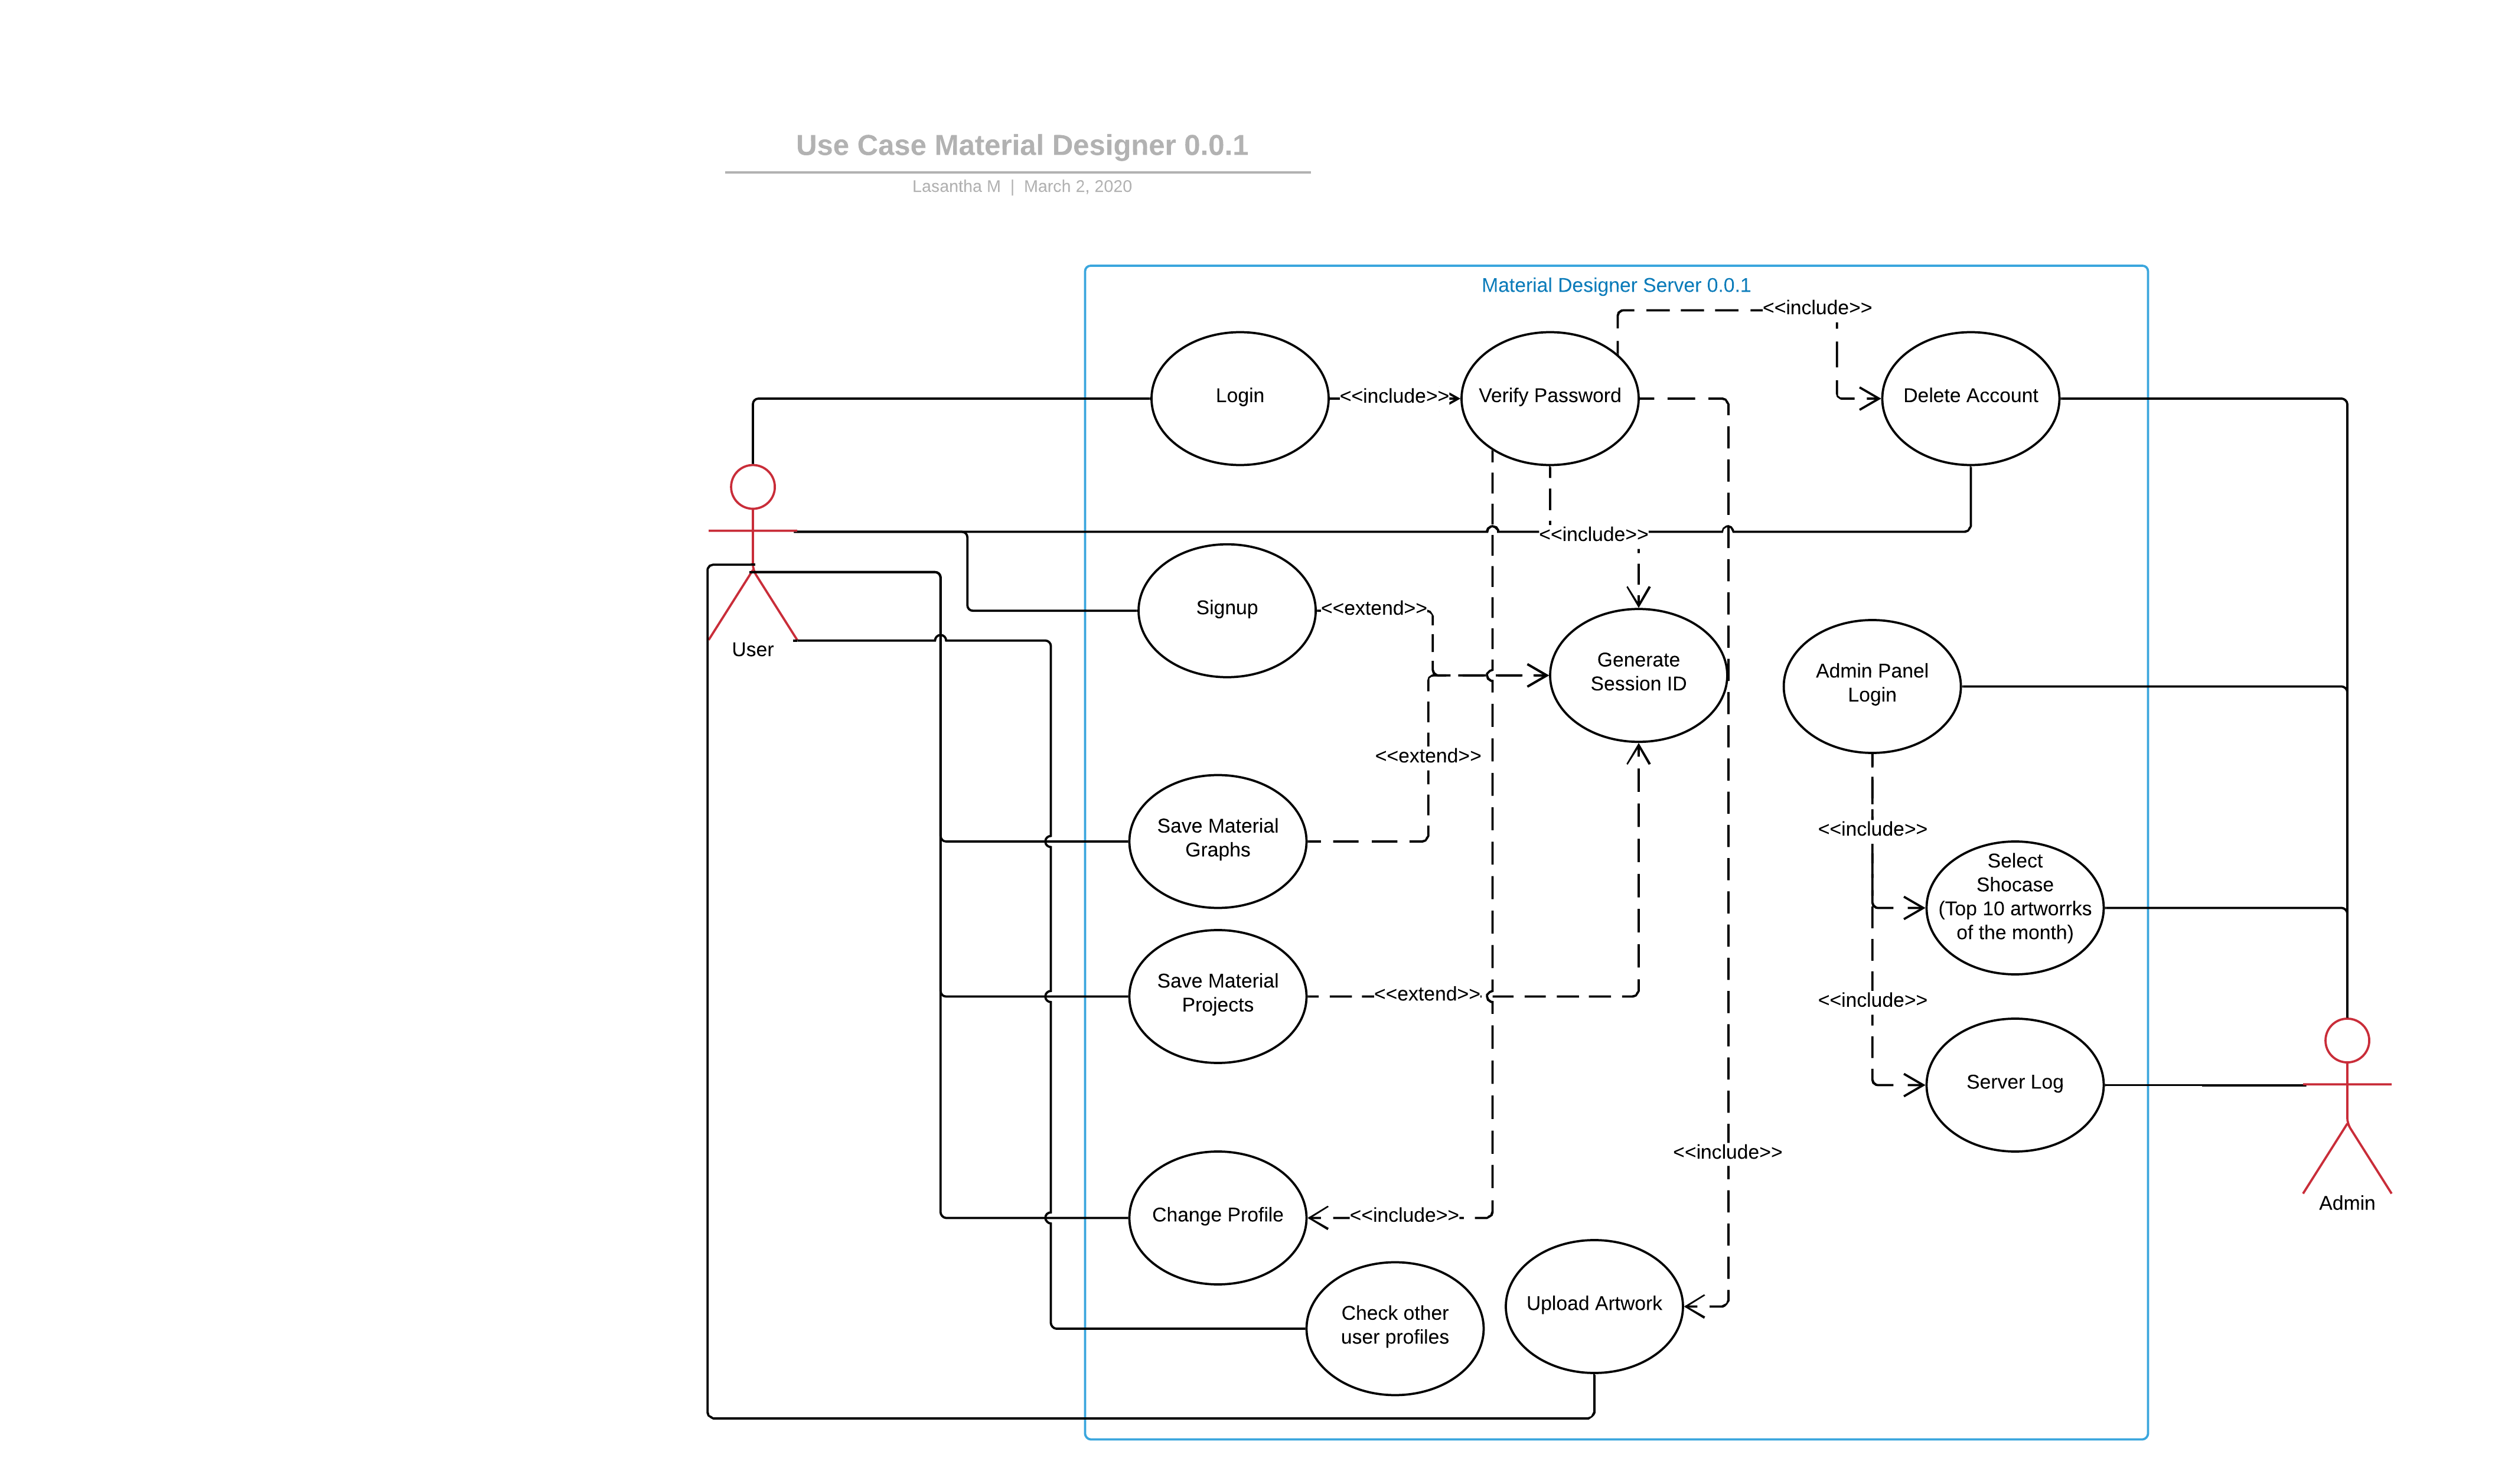 Use Case Material Designer 0.0.1
Lasantha M | March 2, 2020
Material Designer Server 0.0.1
<<include>>
Login
<<include>>
Verify Password
Delete Account
<<include>>
Signup
<<extend>>
User
Generate
Session ID
Admin Panel
Login
<<extend>>
Save Material
Graphs
<<include>>
Select
Shocase
(Top 10 artworrks
of the month)
Save Material
Projects
<<extend>>
<<include>>
Server Log
<<include>>
Admin
Change Profile
<<include>>
Upload Artwork
Check other
user profiles